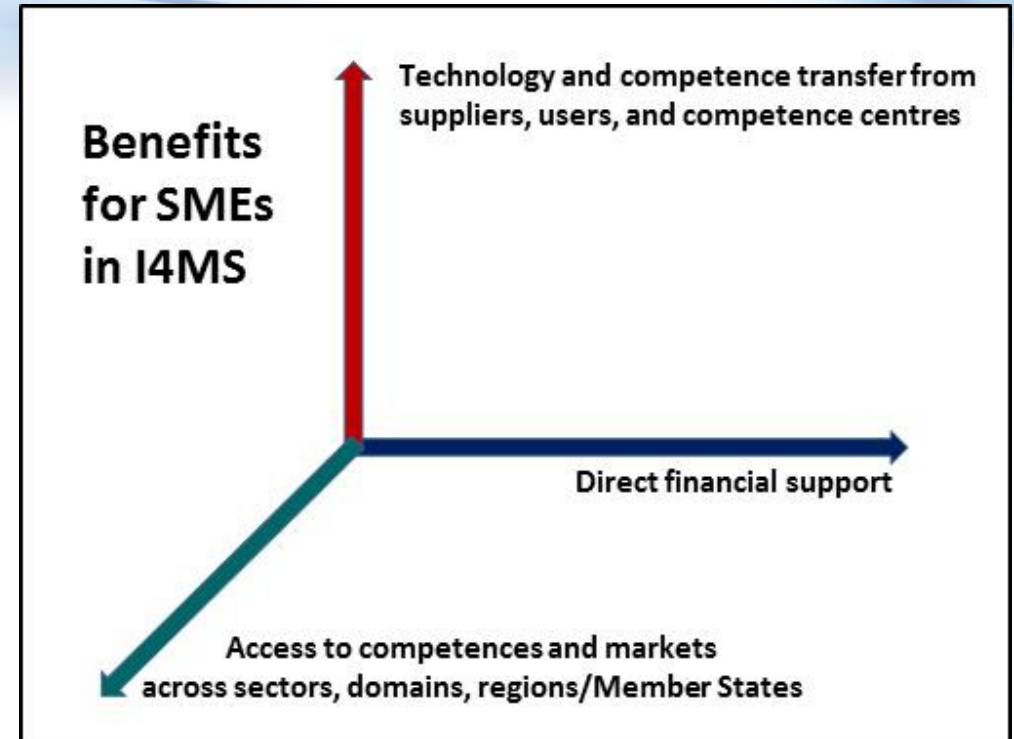 Benefits
for SMEs
in I4MS
Technology and competence transfer from
suppliers, users, and competence centres
Direct financial support
Access to competences and markets
across sectors, domains, regions/Member States